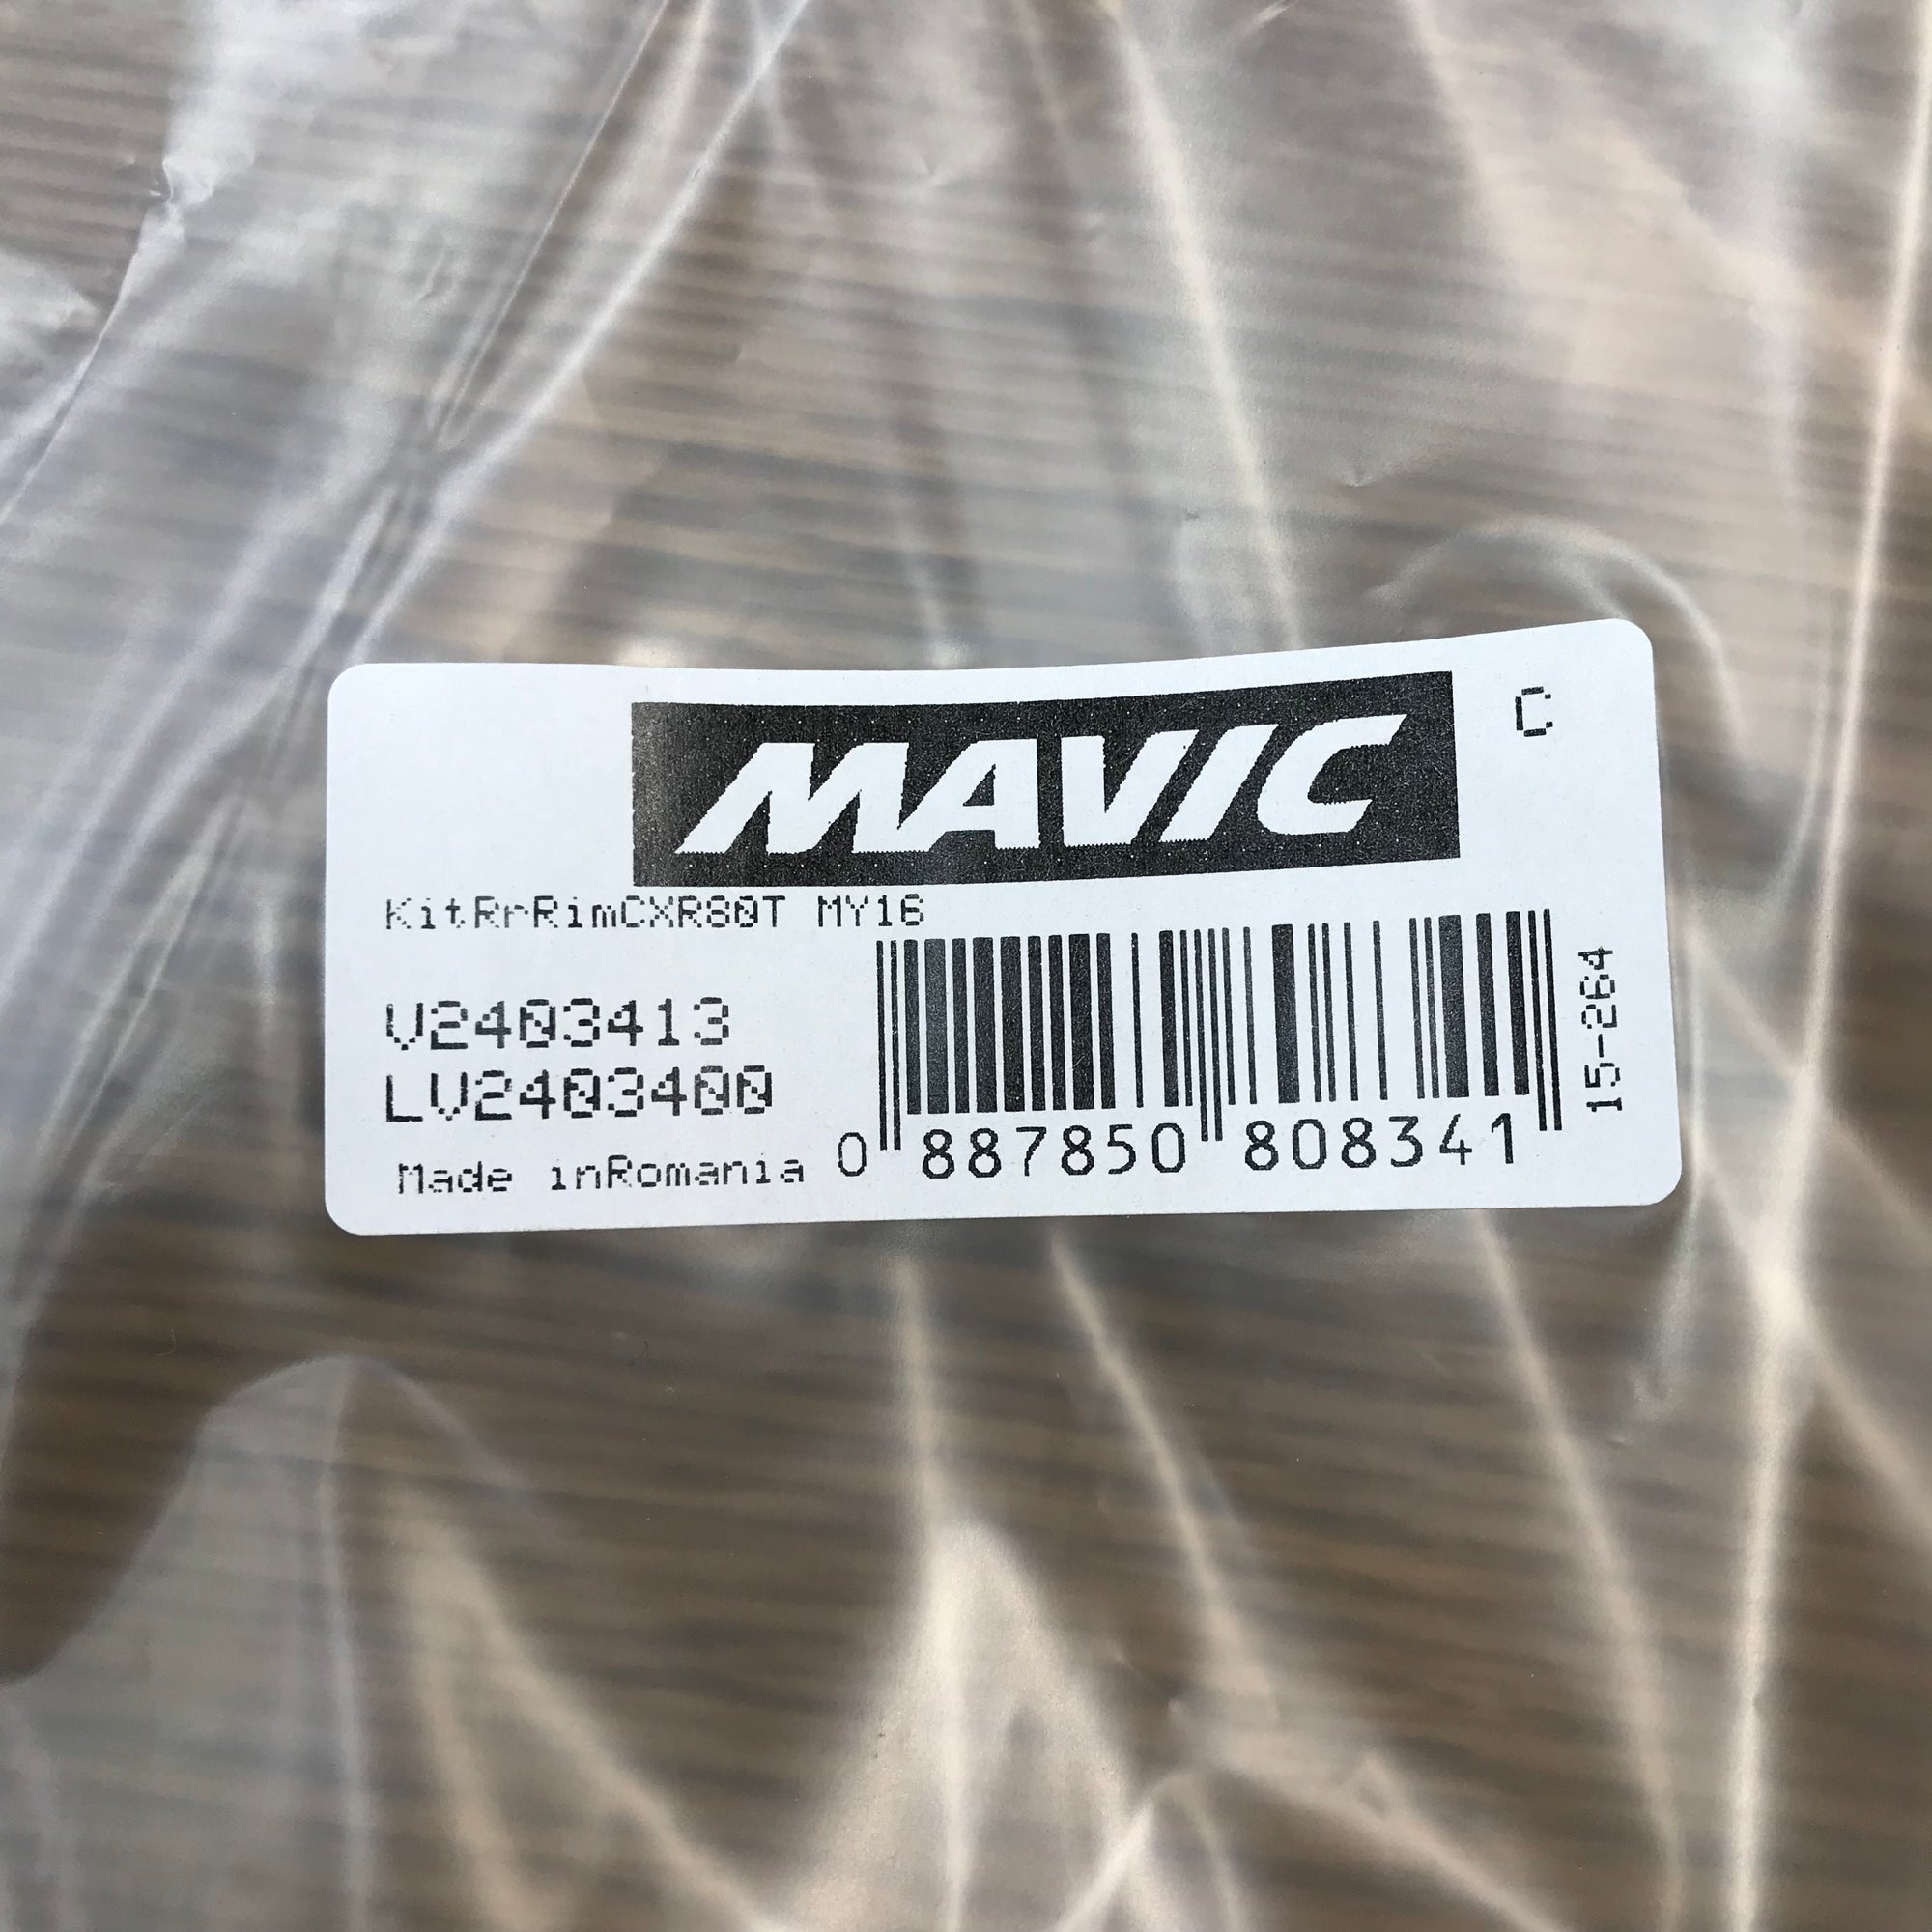 MAVIC
C
KitRrRimCXR80T MY16
V2403413
LV2403400
Made inRomania
0 887850 808341
15-264